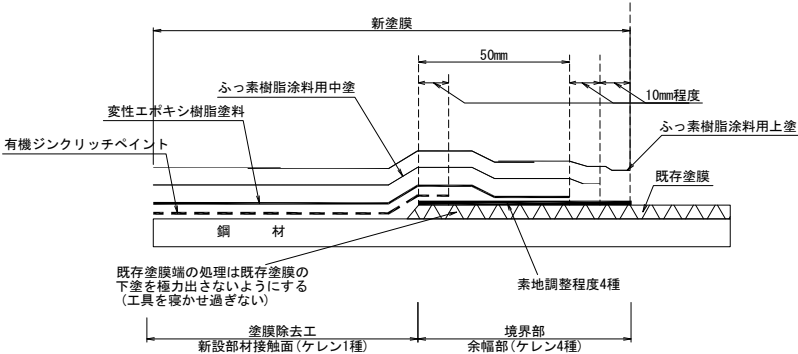 新塗膜
50mm
ふっ素樹脂涂料用中塗
10mm程度
変性エポキシ樹脂塗料
ふっ素樹脂涂料用上塗
有機ジンクリッチペイント
既存塗膜
鋼 材
既存塗膜端の処理は既存塗膜の
下塗を極力出さないようにする
(工具を寝かせ過ぎない)
素地調整程度4種
塗膜除去工
新設部材接触面(ケレン1種)
境界部
余幅部(ケレン4種)